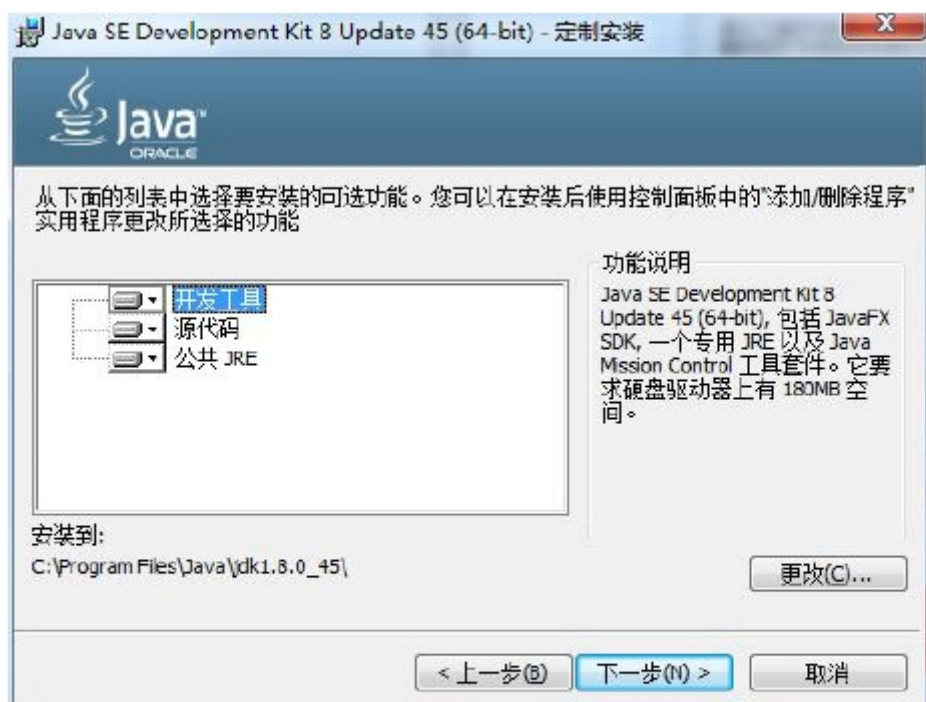 Java SE Development Kit 8 Update 45 (64-bit) - 定制安装
Java™
ORACLE
从下面的列表中选择要安装的可选功能。您可以在安装后使用控制面板中的“添加/删除程序”
实用程序更改所选择的功能
开发工具
源代码
公共 JRE
功能说明
Java SE Development Kit 8
Update 45 (64-bit), 包括 JavaFX
SDK, 一个专用 JRE 以及 Java
Mission Control 工具套件。它要
求硬盘驱动器上有 180MB 空
间。
安装到:
C:\Program Files\Java\jdk1.8.0_45\
更改(C)...
< 上一步(B)
下一步(N) >
取消